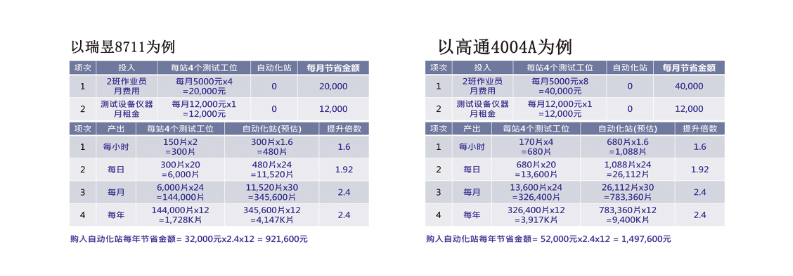 以瑞昱8711为例
项次 投入 每站4个测试工位 自动化站 每月节省金额
1 2班作业员月费用 每月5000元x4=20,000元 0 20,000
2 测试设备仪器月租金 每月12,000元x1=12,000元 0 12,000
项次 产出 每站4个测试工位 自动化站(预估) 提升倍数
1 每小时 150片x2=300片 300片x1.6=480片 1.6
2 每日 300片x20=6,000片 480片x24=11,520片 1.92
3 每月 6,000片x24=144,000片 11,520片x30=345,600片 2.4
4 每年 144,000片x12=1,728K片 345,600片x12=4,147K片 2.4
购入自动化站每年节省金额= 32,000元x2.4x12 = 921,600元
以高通4004A为例
项次 投入 每站4个测试工位 自动化站 每月节省金额
1 2班作业员月费用 每月5000元x8=40,000元 0 40,000
2 测试设备仪器月租金 每月12,000元x1=12,000元 0 12,000
项次 产出 每站4个测试工位 自动化站(预估) 提升倍数
1 每小时 170片x4=680片 680片x1.6=1,088片 1.6
2 每日 680片x20=13,600片 1,088片x24=26,112片 1.92
3 每月 13,600片x24=326,400片 26,112片x30=783,360片 2.4
4 每年 326,400片x12=3,917K片 783,360片x12=9,400K片 2.4
购入自动化站每年节省金额= 52,000元x2.4x12 = 1,497,600元